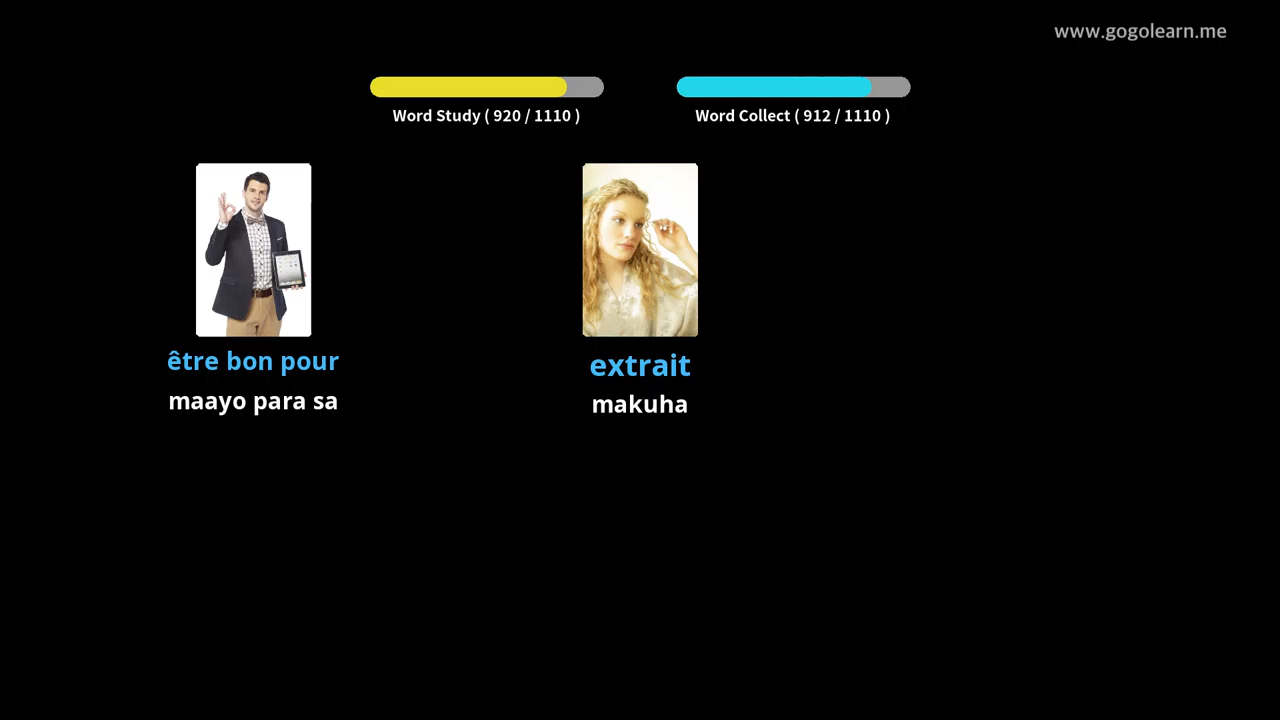 www.gogolearn.me
Word Study ( 920 / 1110 )
Word Collect ( 912 / 1110 )
être bon pour
maayo para sa
extrait
makuha